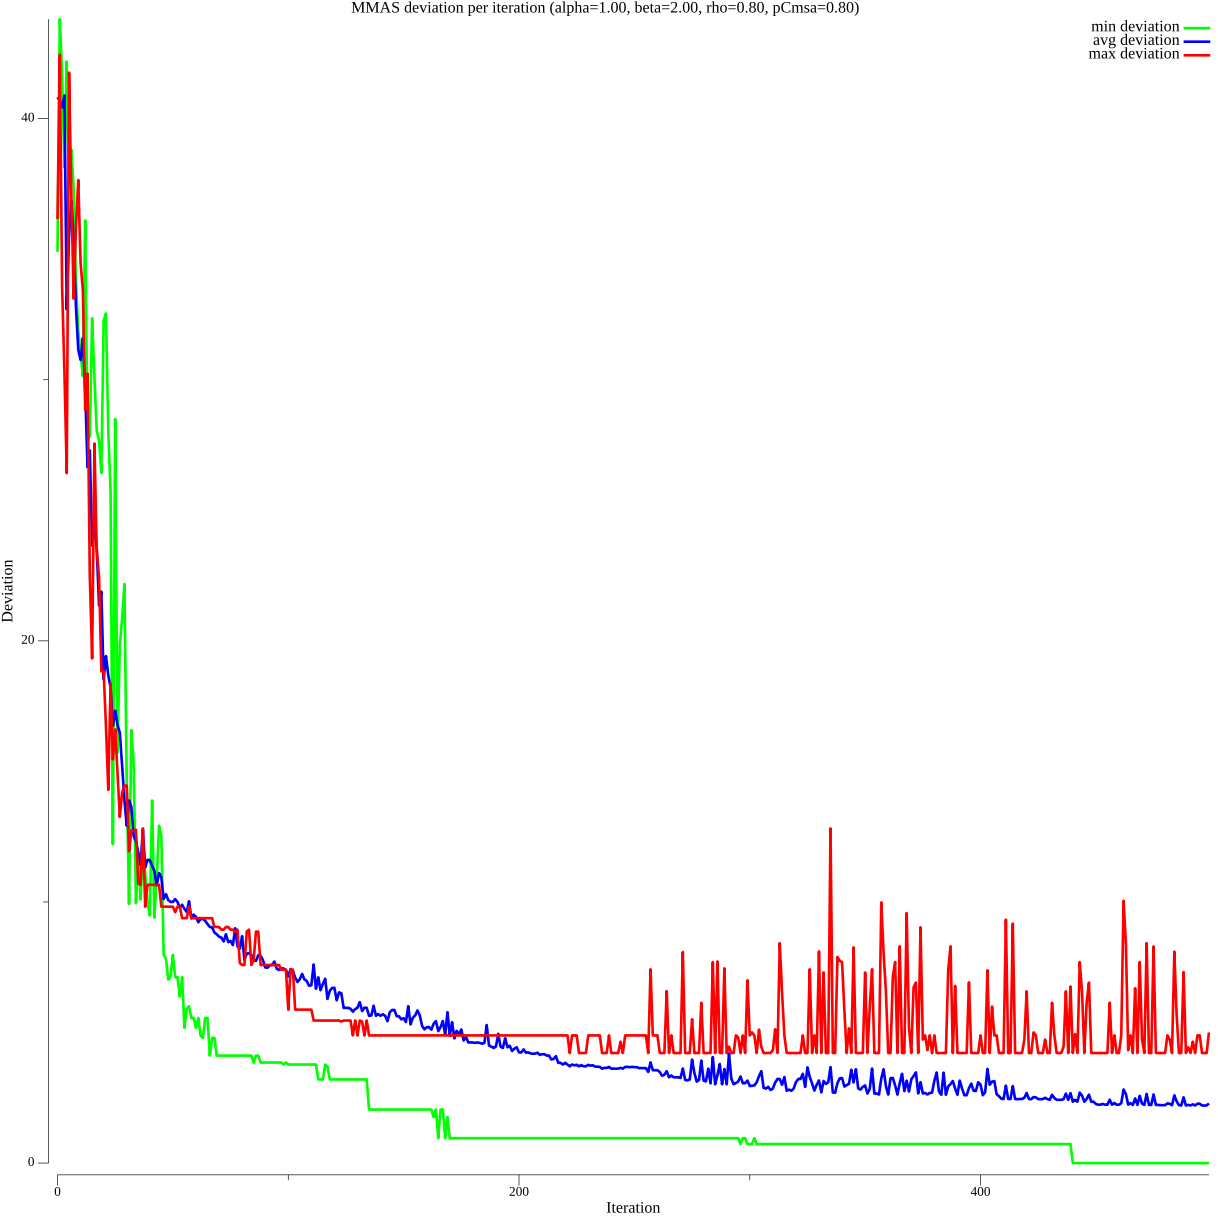 MMAS deviation per iteration (alpha=1.00, beta=2.00, rho=0.80, pCmsa=0.80)
min deviation
avg deviation
max deviation
40
20
0
Deviation
0
200
400
Iteration